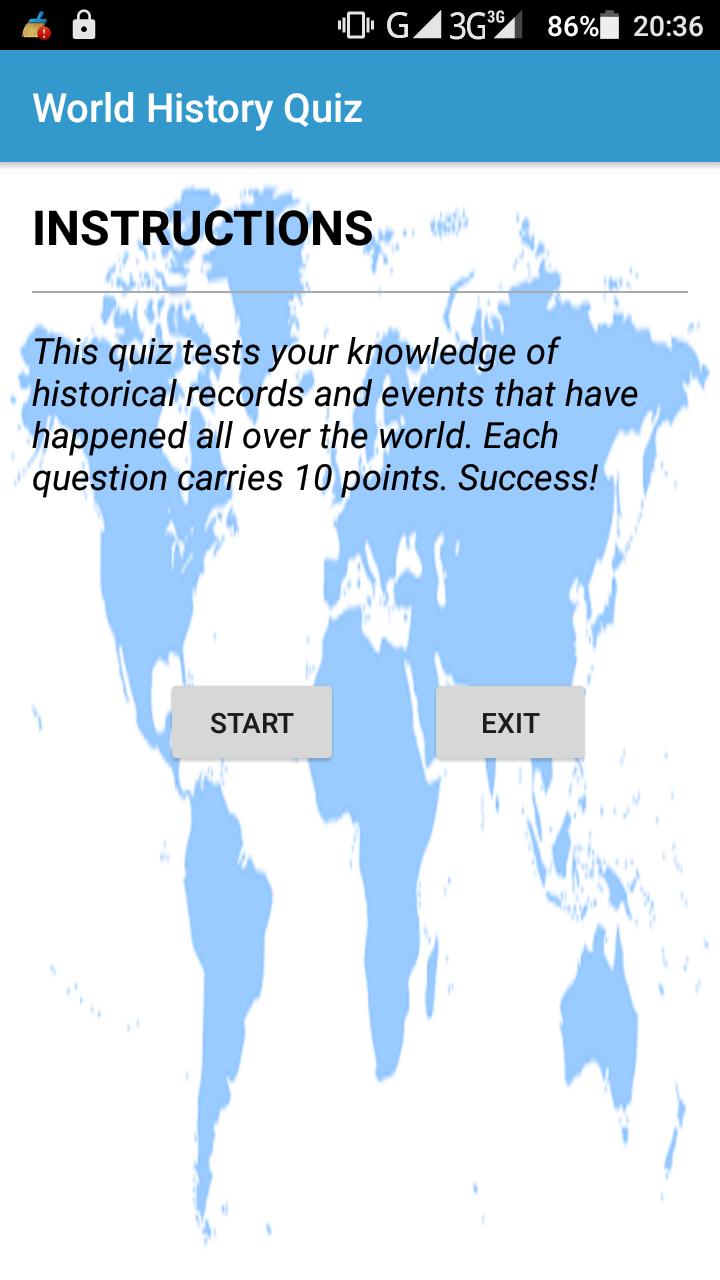 G 3G 3G 86% 20:36
World History Quiz
INSTRUCTIONS
This quiz tests your knowledge of
historical records and events that have
happened all over the world. Each
question carries 10 points. Success!
START EXIT